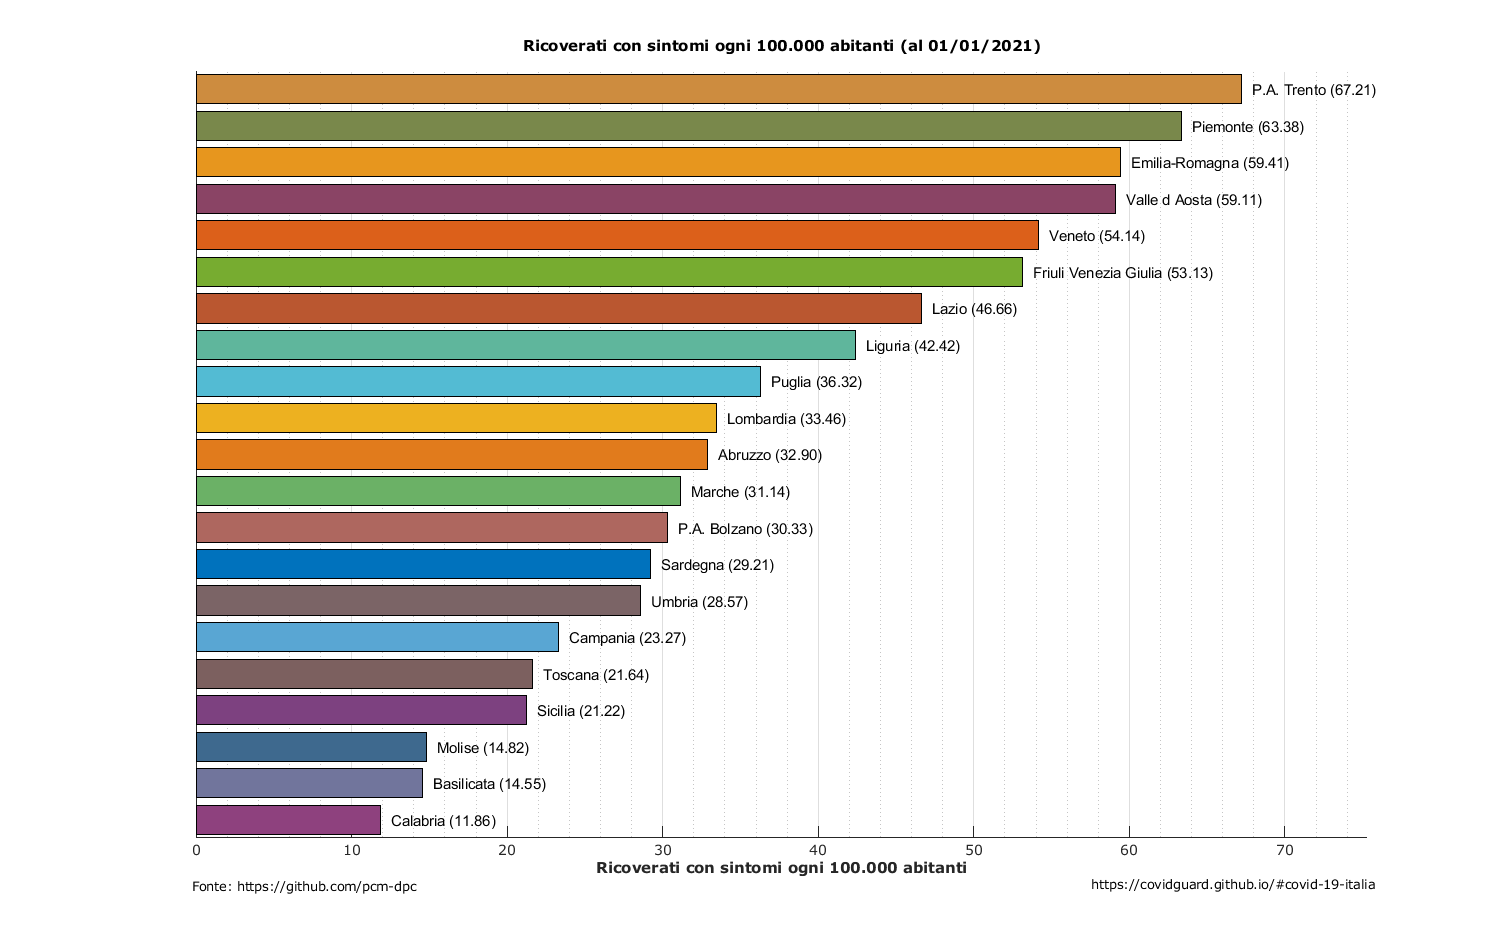 Ricoverati con sintomi ogni 100.000 abitanti (al 01/01/2021)
P.A. Trento (67.21)
Piemonte (63.38)
Emilia-Romagna (59.41)
Valle d Aosta (59.11)
Veneto (54.14)
Friuli Venezia Giulia (53.13)
Lazio (46.66)
Liguria (42.42)
Puglia (36.32)
Lombardia (33.46)
Abruzzo (32.90)
Marche (31.14)
P.A. Bolzano (30.33)
Sardegna (29.21)
Umbria (28.57)
Campania (23.27)
Toscana (21.64)
Sicilia (21.22)
Molise (14.82)
Basilicata (14.55)
Calabria (11.86)
0 10 20 30 40 50 60 70
Ricoverati con sintomi ogni 100.000 abitanti
Fonte: https://github.com/pcm-dpc
https://covidguard.github.io/#covid-19-italia